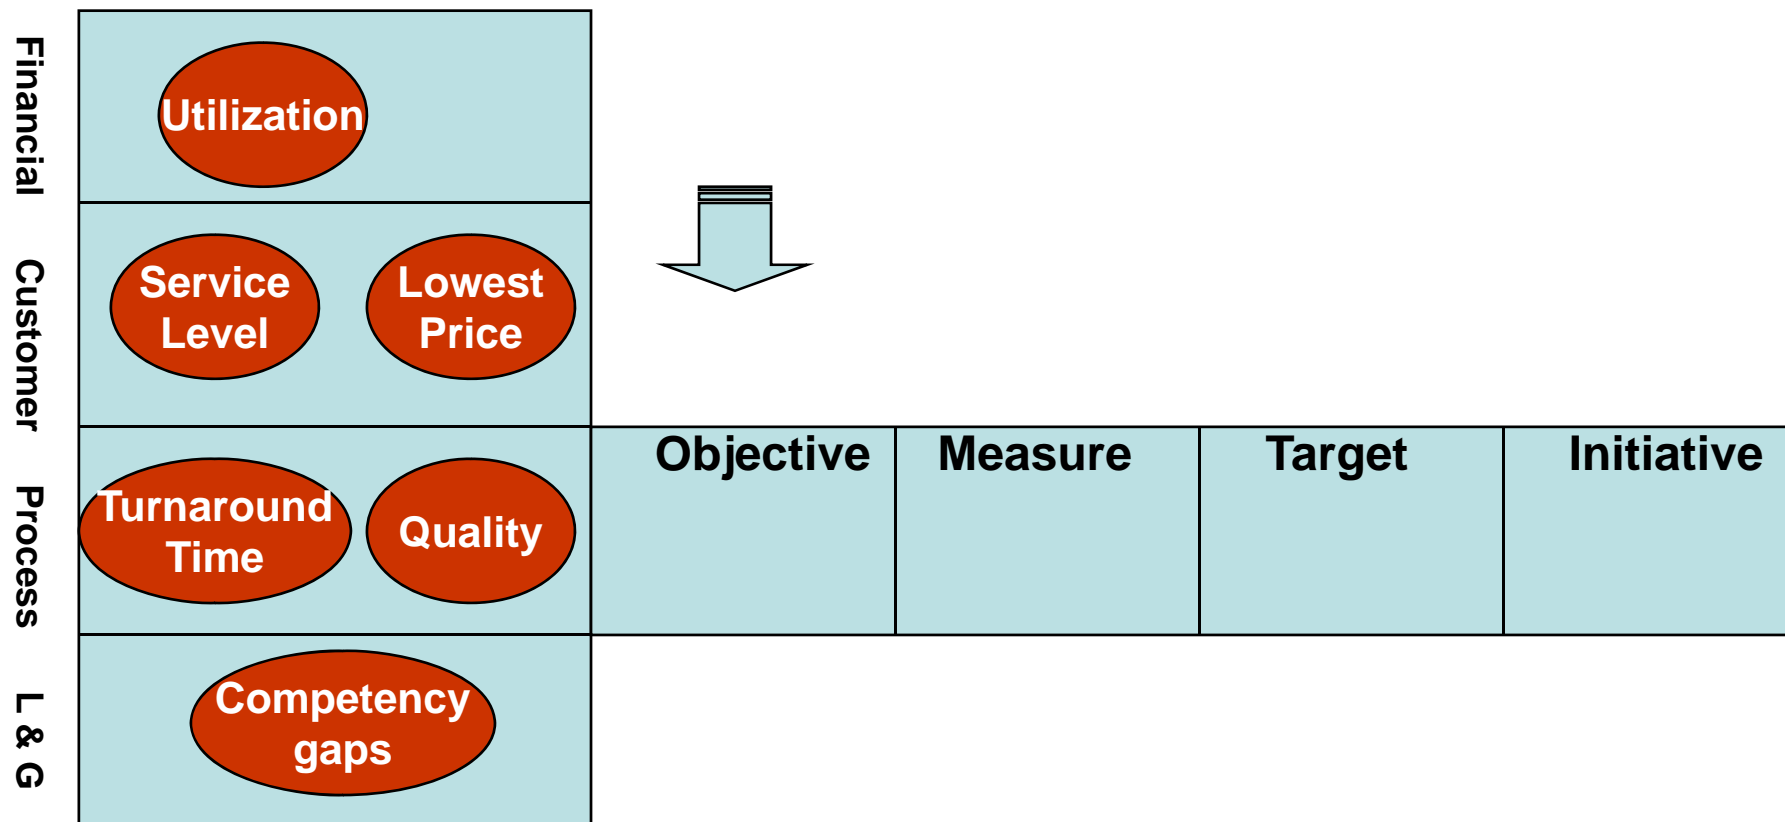 Financial
Utilization
Customer
Service
Level
Lowest
Price
Process
Turnaround
Time
Quality
Objective
Measure
Target
Initiative
L & G
Competency
gaps